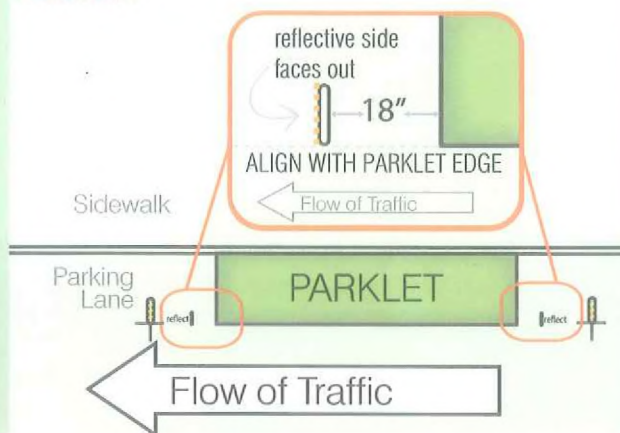 reflective side
faces out
18"
ALIGN WITH PARKLET EDGE
Flow of Traffic
Sidewalk
Parking
Lane
PARKLET
reflect
reflect
Flow of Traffic